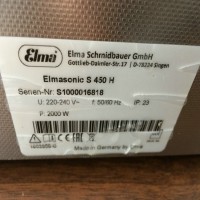 Elma
Elma Schmidbauer GmbH
Gottlieb-Daimler-Str. 17 | D-78224 Singen
Elmasonic S 450 H
Serien-Nr: S1000016818
U: 220-240 V~ f: 50/60 Hz IP: 23
P: 2000 W
Made in Germany by Elma